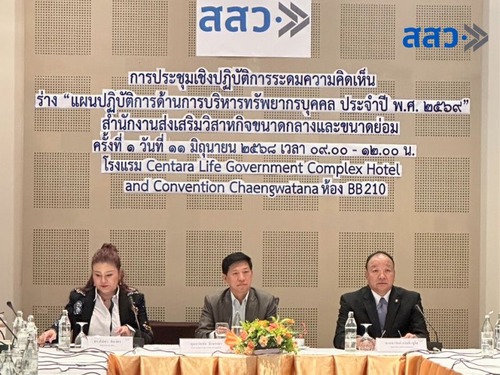 สสว.
สสว.
การประชุมเชิงปฏิบัติการระดมความคิดเห็น
ร่าง “แผนปฏิบัติการด้านการบริหารทรัพยากรบุคคล ประจำปี พ.ศ. ๒๕๖๙”
สำนักงานส่งเสริมวิสาหกิจขนาดกลางและขนาดย่อม
ครั้งที่ ๑ วันที่ ๑๑ มิถุนายน ๒๕๖๘ เวลา ๐๙.๐๐ - ๑๒.๐๐ น.
โรงแรม Centara Life Government Complex Hotel
and Convention Chaengwatana ห้อง BB 210